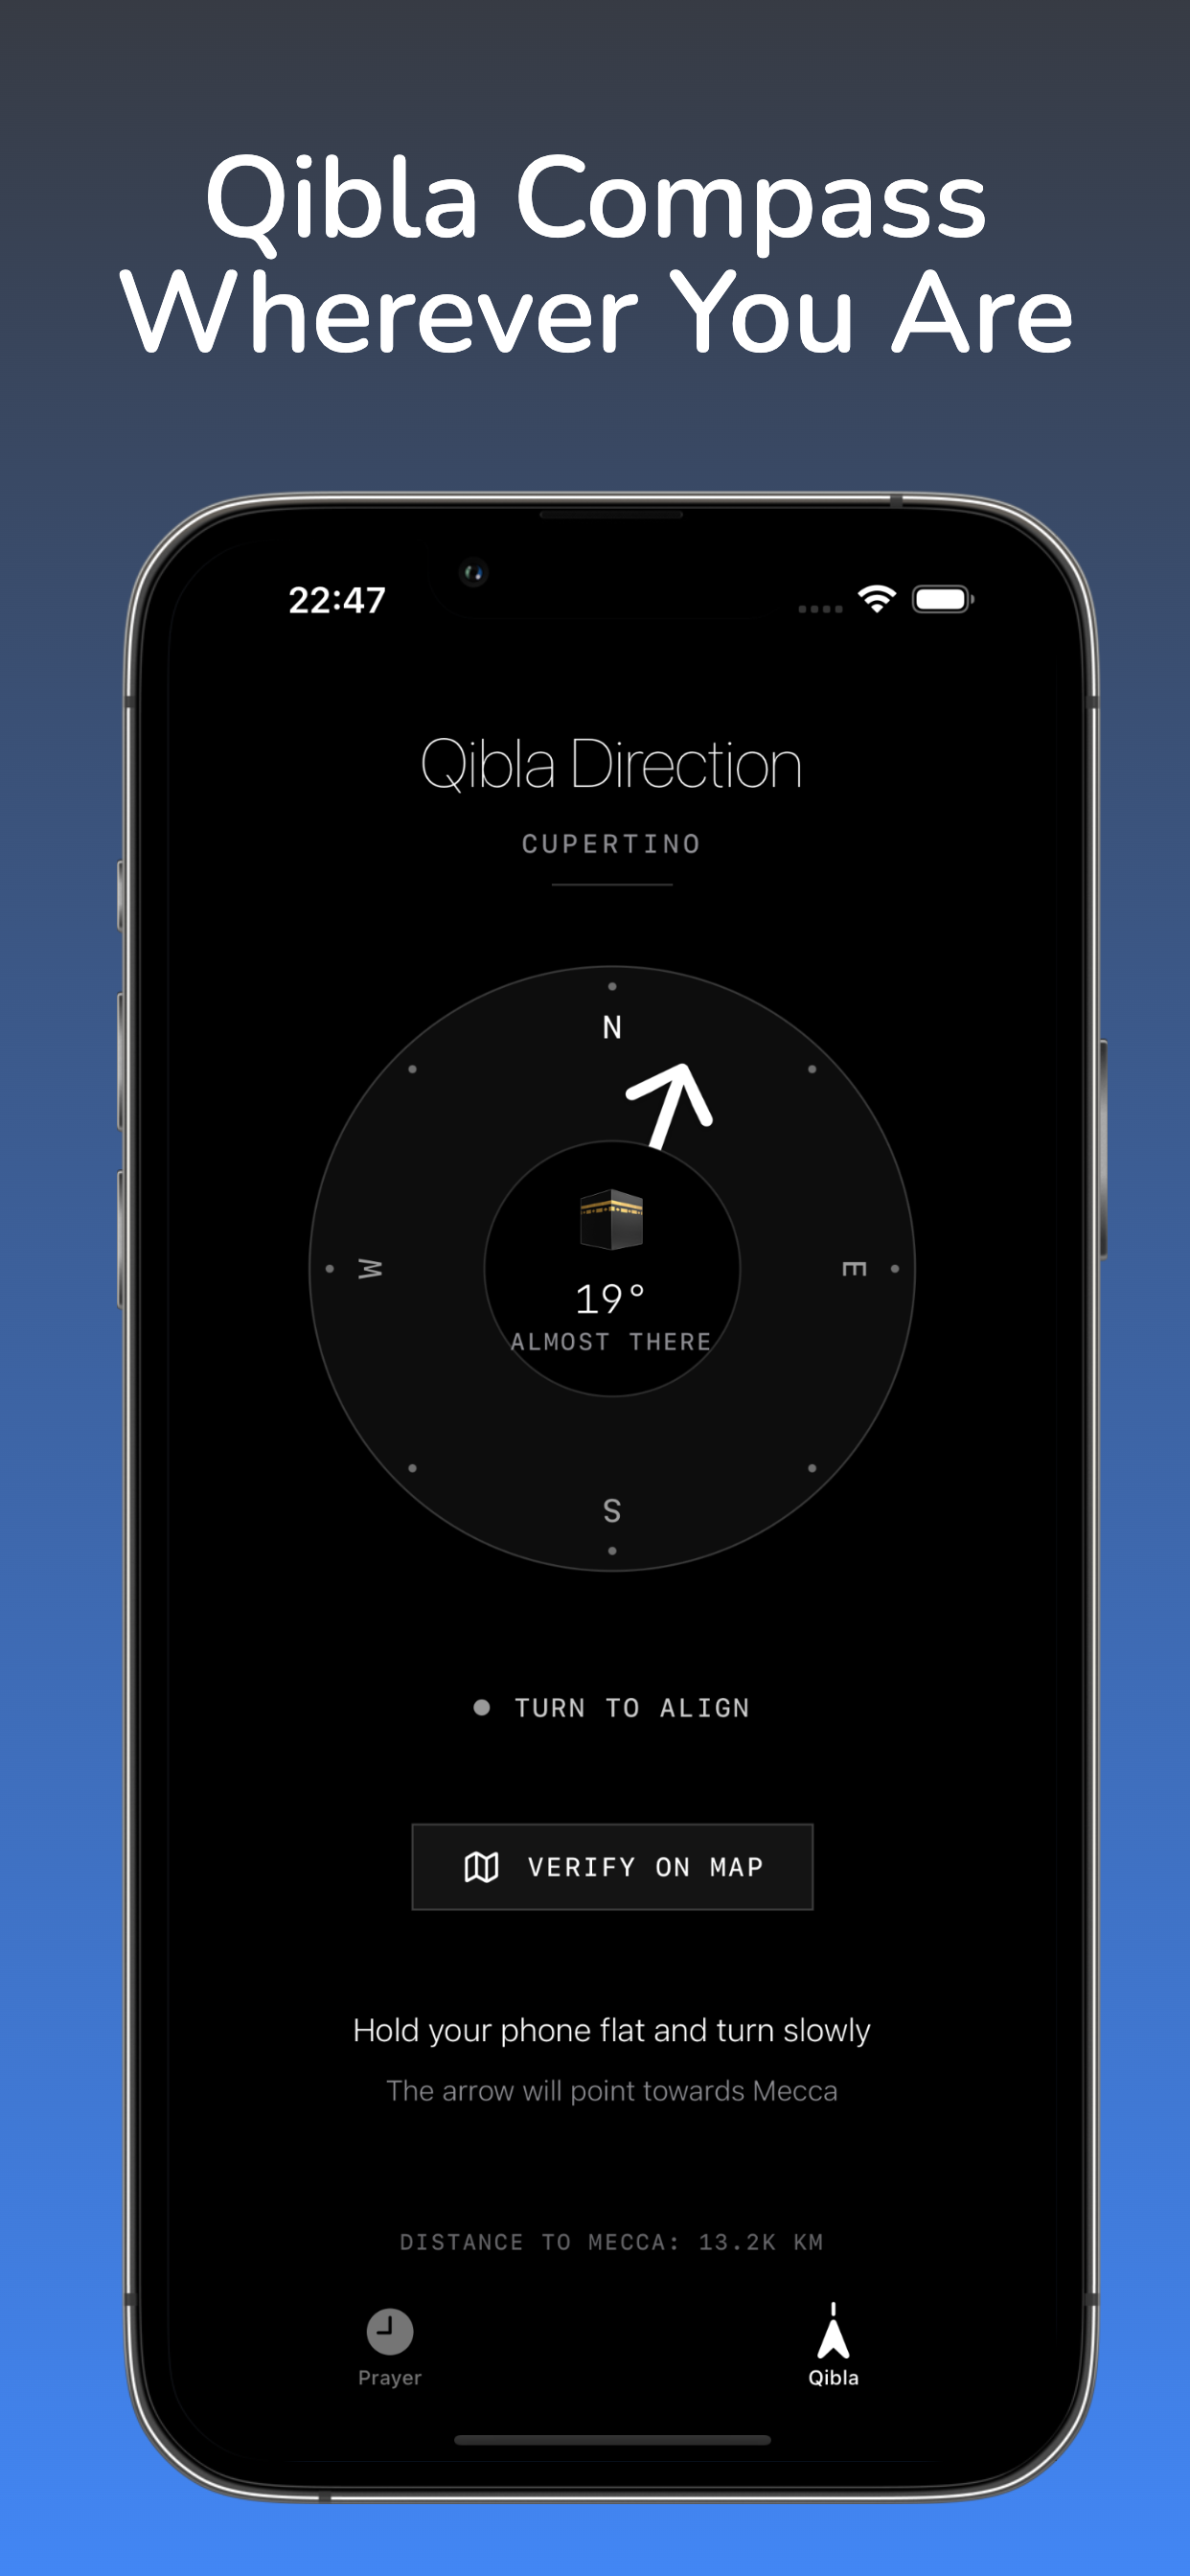 Qibla Compass
Wherever You Are
22:47
Qibla Direction
CUPERTINO
N
W
E
19°
ALMOST THERE
S
TURN TO ALIGN
VERIFY ON MAP
Hold your phone flat and turn slowly
The arrow will point towards Mecca
DISTANCE TO MECCA: 13.2K KM
Prayer
Qibla